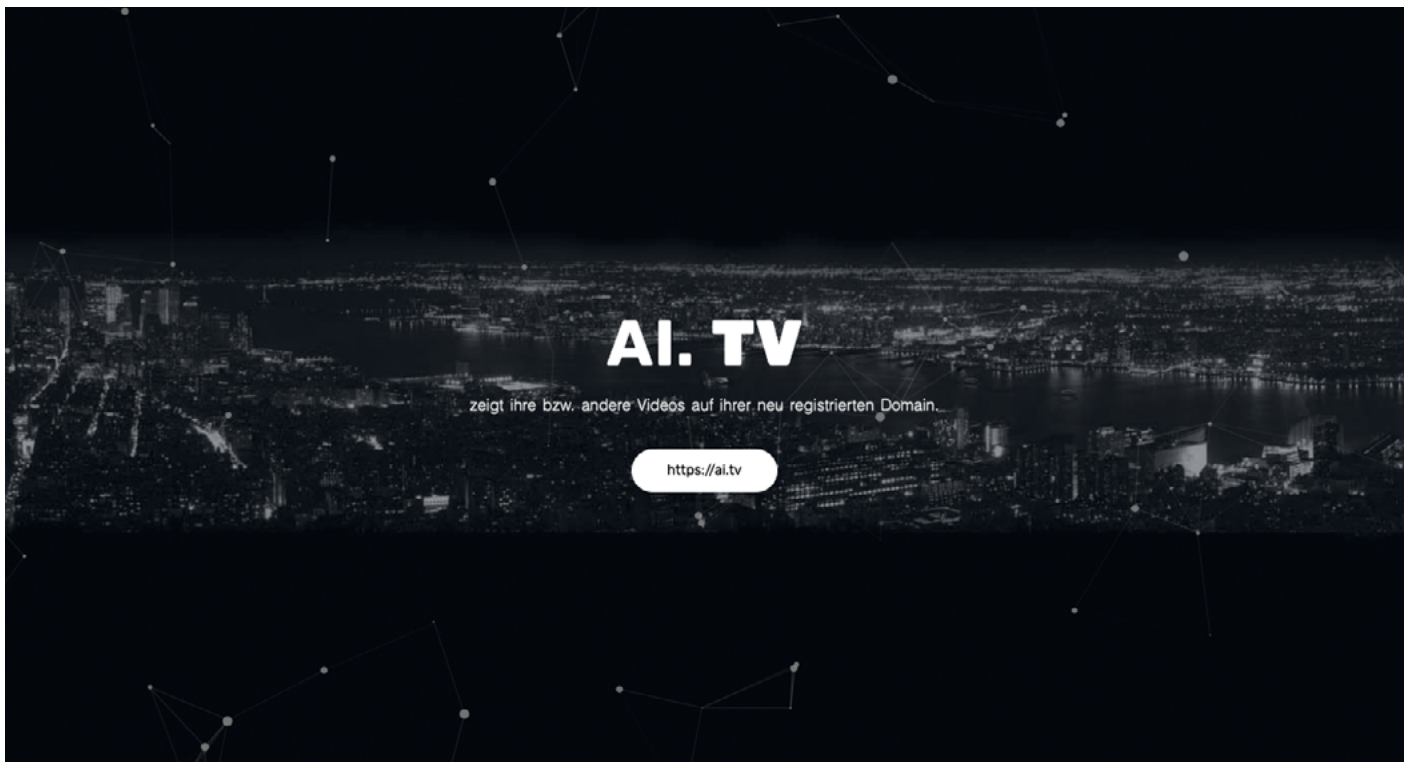 AI. TV
zeigt ihre bzw. andere Videos auf ihrer neu registrierten Domain.
https://ai.tv